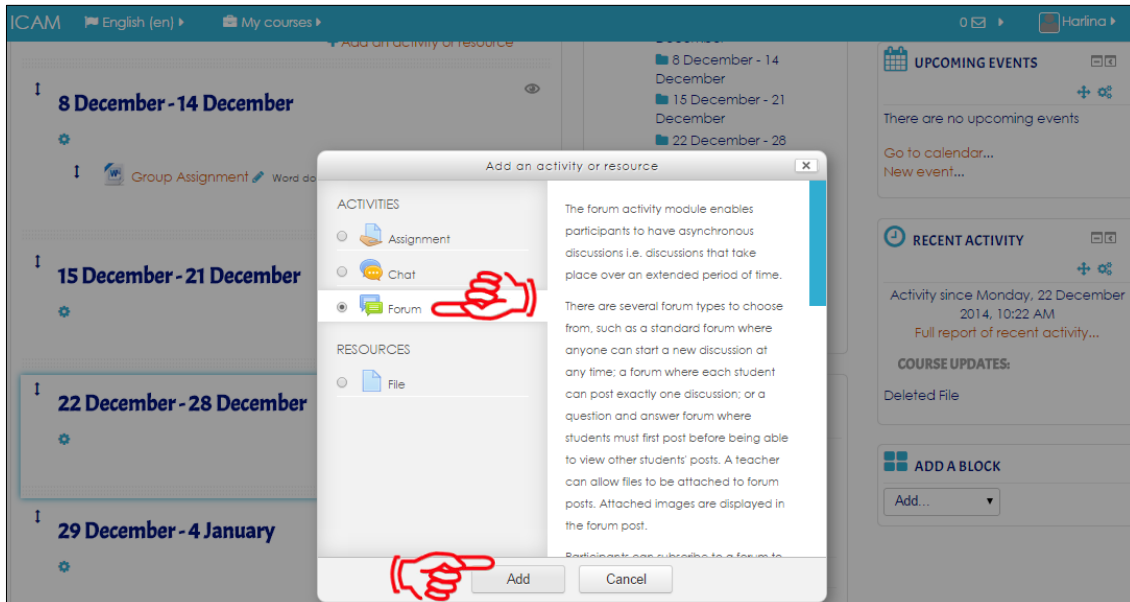 ICAM English (en) My courses 0 Harlina
Add an activity or resource
8 December - 14 December
Group Assignment Word do
15 December - 21 December
22 December - 28 December
29 December - 4 January
December
8 December - 14
December
15 December - 21
December
22 December - 28
Add an activity or resource
ACTIVITIES
Assignment
Chat
Forum
RESOURCES
File
The forum activity module enables
participants to have asynchronous
discussions i.e. discussions that take
place over an extended period of time.
There are several forum types to choose
from, such as a standard forum where
anyone can start a new discussion at
any time; a forum where each student
can post exactly one discussion; or a
question and answer forum where
students must first post before being able
to view other students' posts. A teacher
can allow files to be attached to forum
posts. Attached images are displayed in
the forum post.
Participants can subscribe to a forum to
Add Cancel
UPCOMING EVENTS
There are no upcoming events
Go to calendar...
New event...
RECENT ACTIVITY
Activity since Monday, 22 December
2014, 10:22 AM
Full report of recent activity...
COURSE UPDATES:
Deleted File
ADD A BLOCK
Add...